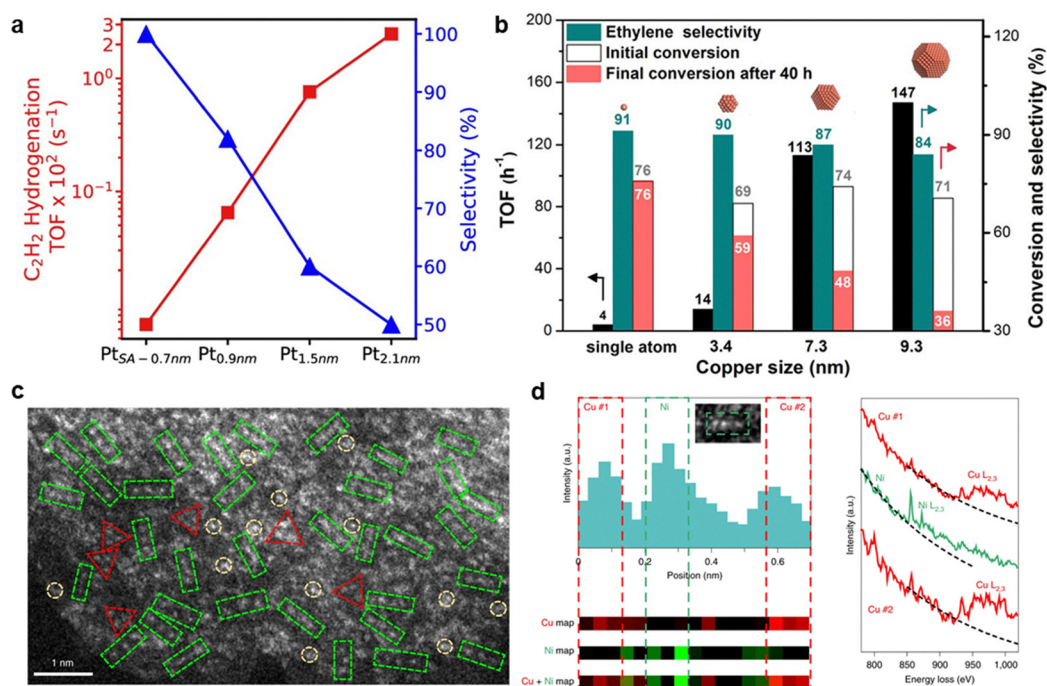 a
C₂H₂ Hydrogenation
TOF x 10² (s⁻¹)
3
2
10⁰
10⁻¹
100
90
80
70
60
50
Selectivity (%)
Pt_SA−0.7nm Pt_0.9nm Pt_1.5nm Pt_2.1nm
b
TOF (h⁻¹)
200
160
120
80
40
0
Ethylene selectivity
Initial conversion
Final conversion after 40 h
4
91
76
76
14
90
69
59
113
87
74
48
147
84
71
36
120
90
60
30
Conversion and selectivity (%)
single atom 3.4 7.3 9.3
Copper size (nm)
c
1 nm
d
Cu #1 Ni Cu #2
Intensity (a.u.)
0 0.2 0.4 0.6
Position (nm)
Cu map
Ni map
Cu + Ni map
Intensity (a.u.)
Cu #1
Cu L₂,₃
Ni
Ni L₂,₃
Cu L₂,₃
Cu #2
800 850 900 950 1,000
Energy loss (eV)